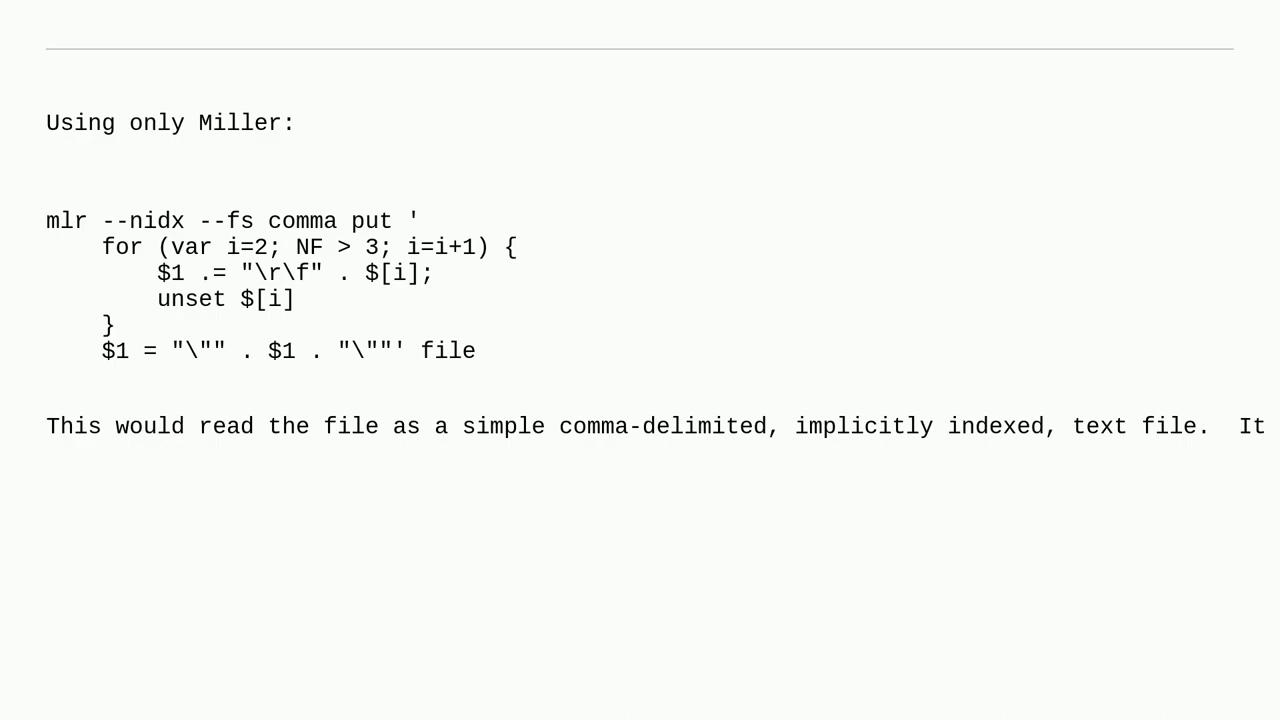 Using only Miller:
mlr --nidx --fs comma put '
    for (var i=2; NF > 3; i=i+1) {
        $1 .= "\r\f" . $[i];
        unset $[i]
    }
    $1 = "\"" . $1 . "\""' file
This would read the file as a simple comma-delimited, implicitly indexed, text file.  It